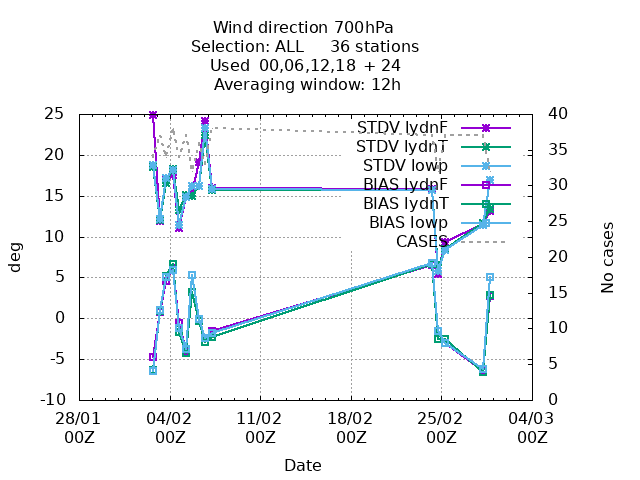 Wind direction 700hPa
Selection: ALL 36 stations
Used 00,06,12,18 + 24
Averaging window: 12h
25
20
15
10
5
0
-5
-10
deg
40
35
30
25
20
15
10
5
0
No cases
STDV lydnF
STDV lydnT
STDV lowp
BIAS lydnF
BIAS lydnT
BIAS lowp
CASES
28/01 04/02 11/02 18/02 25/02 04/03
00Z 00Z 00Z 00Z 00Z 00Z
Date